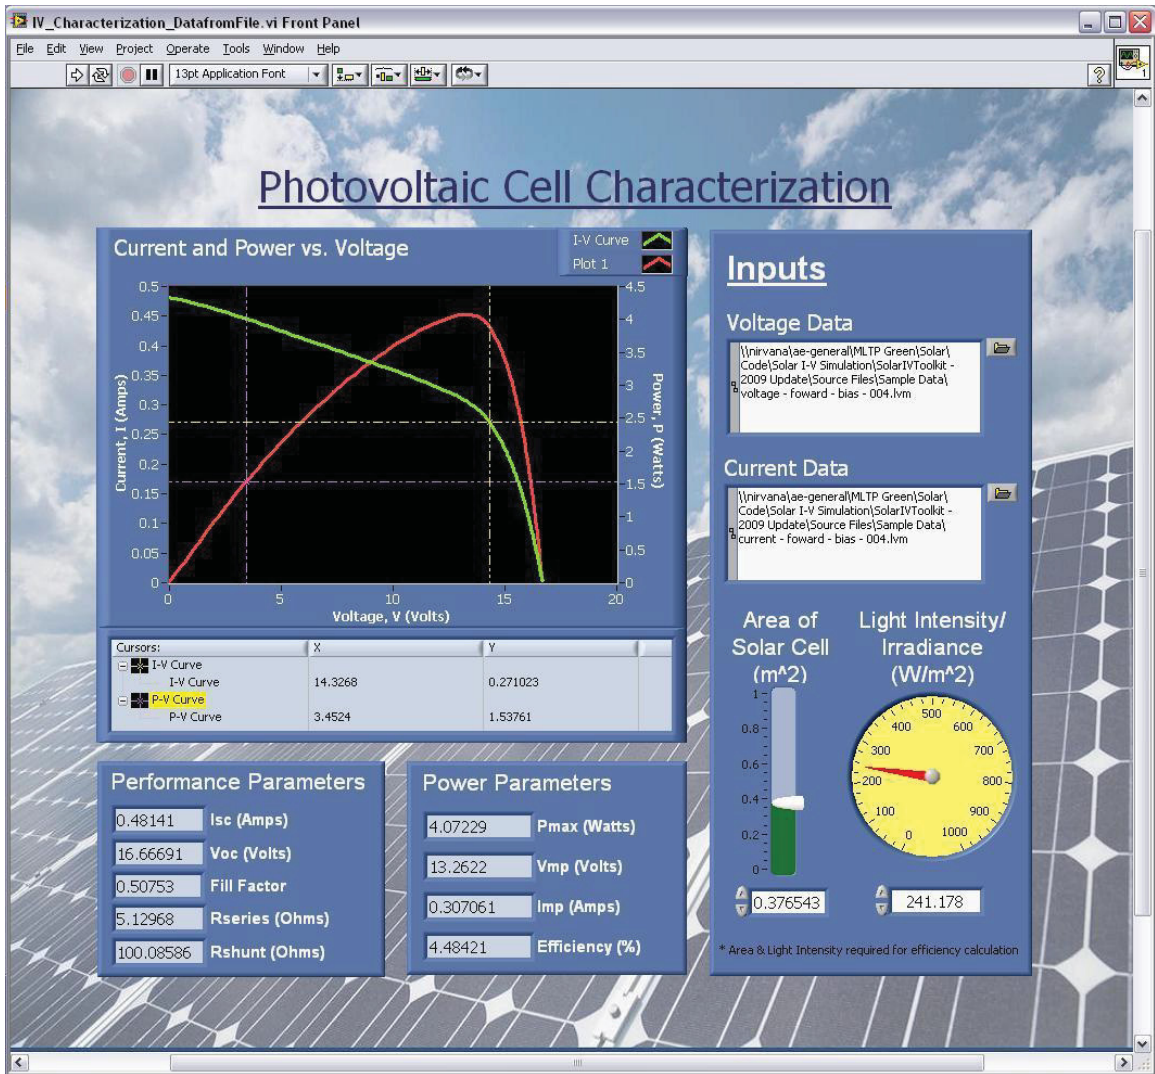 IV_Characterization_DatafromFile.vi Front Panel
File Edit View Project Operate Tools Window Help
13pt Application Font
?
1
Photovoltaic Cell Characterization
Current and Power vs. Voltage
I-V Curve
Plot 1
Current, I (Amps)
0.5
0.45
0.4
0.35
0.3
0.25
0.2
0.15
0.1
0.05
0
4.5
4
3.5
3
2.5
2
1.5
1
0.5
0
Power, P (Watts)
0 5 10 15 20
Voltage, V (Volts)
Cursors: X Y
I-V Curve
I-V Curve 14.3268 0.271023
P-V Curve
P-V Curve 3.4524 1.53761
Performance Parameters
0.48141 Isc (Amps)
16.66691 Voc (Volts)
0.50753 Fill Factor
5.12968 Rseries (Ohms)
100.08586 Rshunt (Ohms)
Power Parameters
4.07229 Pmax (Watts)
13.2622 Vmp (Volts)
0.307061 Imp (Amps)
4.48421 Efficiency (%)
Inputs
Voltage Data
\\nirvana\ae-general\MLTP Green\Solar\
Code\Solar I-V Simulation\SolarIVToolkit -
2009 Update\Source Files\Sample Data\
voltage - foward - bias - 004.lvm
Current Data
\\nirvana\ae-general\MLTP Green\Solar\
Code\Solar I-V Simulation\SolarIVToolkit -
2009 Update\Source Files\Sample Data\
current - foward - bias - 004.lvm
Area of
Solar Cell
(m^2)
1
0.8
0.6
0.4
0.2
0
0.376543
Light Intensity/
Irradiance
(W/m^2)
0
100
200
300
400
500
600
700
800
900
1000
241.178
* Area & Light Intensity required for efficiency calculation